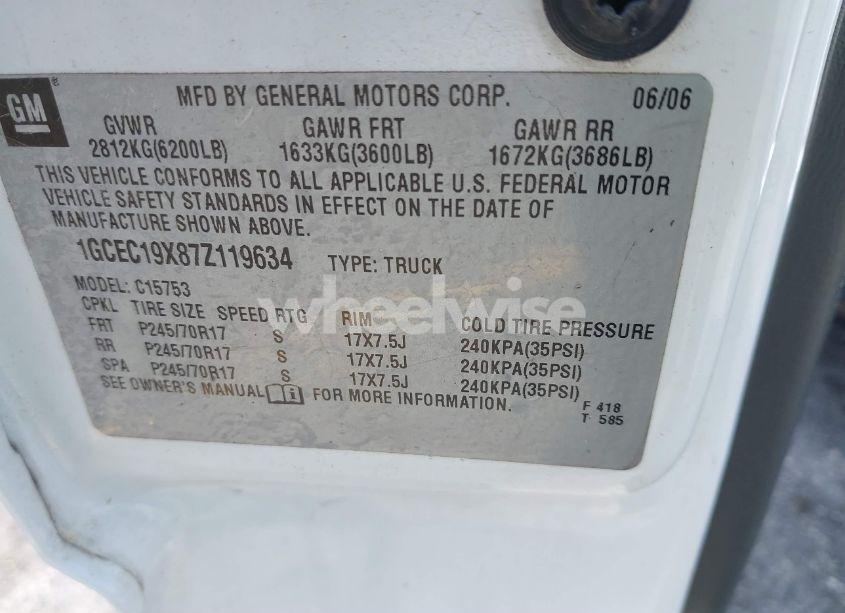 GM
MFD BY GENERAL MOTORS CORP. 06/06
GVWR GAWR FRT GAWR RR
2812KG(6200LB) 1633KG(3600LB) 1672KG(3686LB)
THIS VEHICLE CONFORMS TO ALL APPLICABLE U.S. FEDERAL MOTOR
VEHICLE SAFETY STANDARDS IN EFFECT ON THE DATE OF
MANUFACTURE SHOWN ABOVE.
1GCEC19X87Z119634 TYPE: TRUCK
MODEL: C15753
wheelwise
CPKL TIRE SIZE SPEED RTG RIM COLD TIRE PRESSURE
FRT P245/70R17 S 17X7.5J 240KPA(35PSI)
RR P245/70R17 S 17X7.5J 240KPA(35PSI)
SPA P245/70R17 S 17X7.5J 240KPA(35PSI)
SEE OWNER'S MANUAL FOR MORE INFORMATION.
F 418
T 585